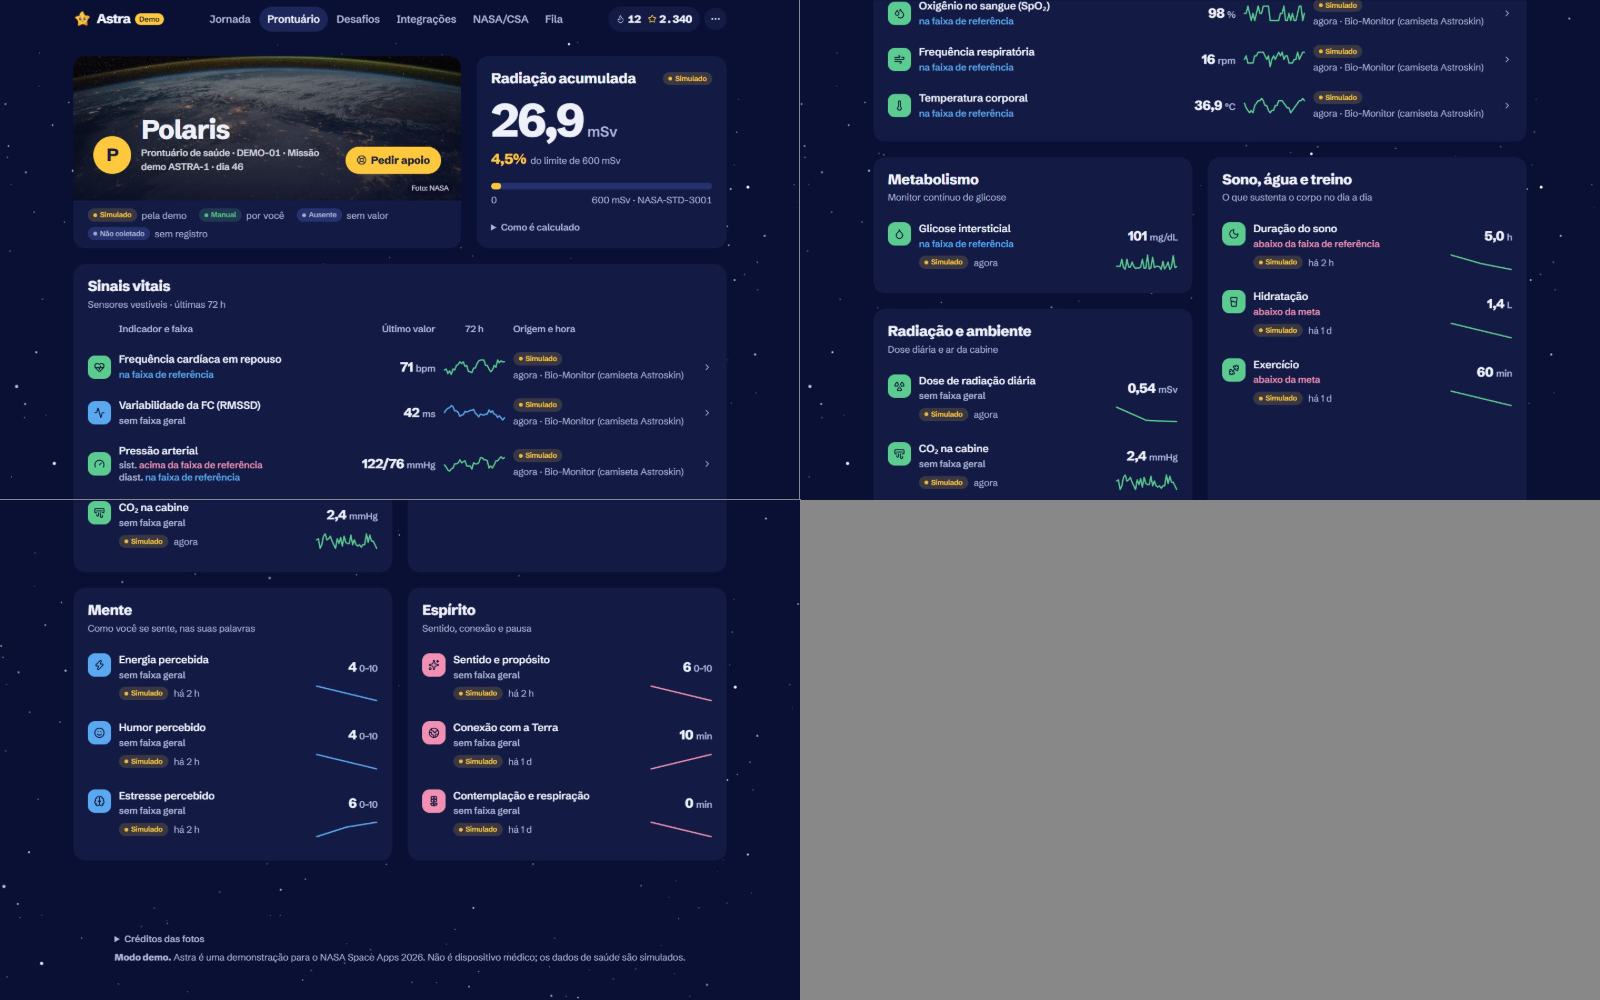 Astra Demo
Jornada Prontuário Desafios Integrações NASA/CSA Fila
12 2.340
Polaris
Prontuário de saúde · DEMO-01 · Missão
demo ASTRA-1 · dia 46
P
Pedir apoio
Foto: NASA
Simulado pela demo Manual por você Ausente sem valor
Não coletado sem registro
Radiação acumulada Simulado
26,9 mSv
4,5% do limite de 600 mSv
0 600 mSv · NASA-STD-3001
Como é calculado
Sinais vitais
Sensores vestíveis · últimas 72 h
Indicador e faixa Último valor 72 h Origem e hora
Frequência cardíaca em repouso
na faixa de referência
71 bpm
Simulado
agora · Bio-Monitor (camiseta Astroskin)
Variabilidade da FC (RMSSD)
sem faixa geral
42 ms
Simulado
agora · Bio-Monitor (camiseta Astroskin)
Pressão arterial
sist. acima da faixa de referência
diast. na faixa de referência
122/76 mmHg
Simulado
agora · Bio-Monitor (camiseta Astroskin)
Oxigênio no sangue (SpO₂)
na faixa de referência
98 %
Simulado
agora · Bio-Monitor (camiseta Astroskin)
Frequência respiratória
na faixa de referência
16 rpm
Simulado
agora · Bio-Monitor (camiseta Astroskin)
Temperatura corporal
na faixa de referência
36,9 °C
Simulado
agora · Bio-Monitor (camiseta Astroskin)
Metabolismo
Monitor contínuo de glicose
Glicose intersticial
na faixa de referência
Simulado agora
101 mg/dL
Radiação e ambiente
Dose diária e ar da cabine
Dose de radiação diária
sem faixa geral
Simulado agora
0,54 mSv
CO₂ na cabine
sem faixa geral
Simulado agora
2,4 mmHg
Sono, água e treino
O que sustenta o corpo no dia a dia
Duração do sono
abaixo da faixa de referência
Simulado há 2 h
5,0 h
Hidratação
abaixo da meta
Simulado há 1 d
1,4 L
Exercício
abaixo da meta
Simulado há 1 d
60 min
CO₂ na cabine
sem faixa geral
Simulado agora
2,4 mmHg
Mente
Como você se sente, nas suas palavras
Energia percebida
sem faixa geral
Simulado há 2 h
4 0-10
Humor percebido
sem faixa geral
Simulado há 2 h
4 0-10
Estresse percebido
sem faixa geral
Simulado há 2 h
6 0-10
Espírito
Sentido, conexão e pausa
Sentido e propósito
sem faixa geral
Simulado há 2 h
6 0-10
Conexão com a Terra
sem faixa geral
Simulado há 1 d
10 min
Contemplação e respiração
sem faixa geral
Simulado há 1 d
0 min
Créditos das fotos
Modo demo. Astra é uma demonstração para o NASA Space Apps 2026. Não é dispositivo médico; os dados de saúde são simulados.